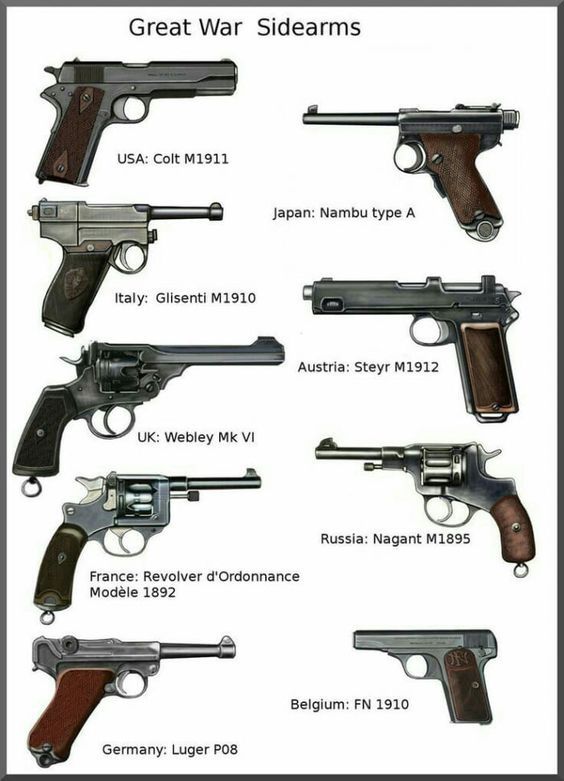 Great War Sidearms
USA: Colt M1911
Japan: Nambu type A
Italy: Glisenti M1910
Austria: Steyr M1912
UK: Webley Mk VI
Russia: Nagant M1895
France: Revolver d'Ordonnance
Modèle 1892
Belgium: FN 1910
Germany: Luger P08